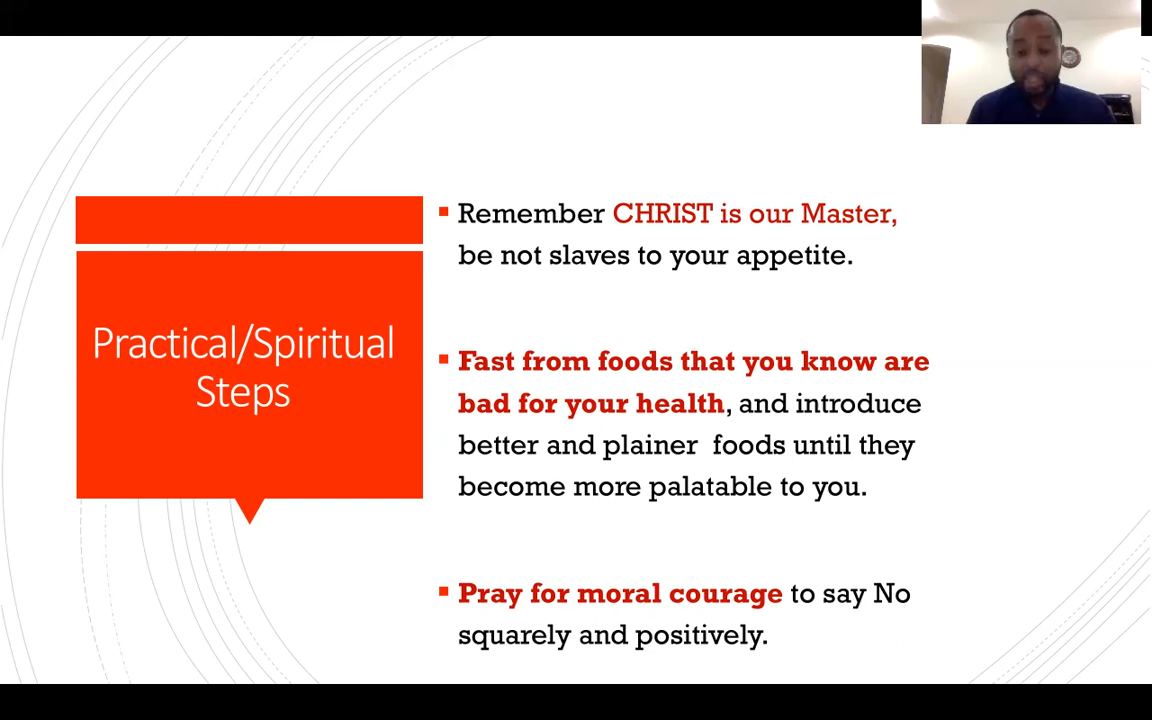 Practical/Spiritual
Steps
Remember CHRIST is our Master,
be not slaves to your appetite.
Fast from foods that you know are
bad for your health, and introduce
better and plainer foods until they
become more palatable to you.
Pray for moral courage to say No
squarely and positively.